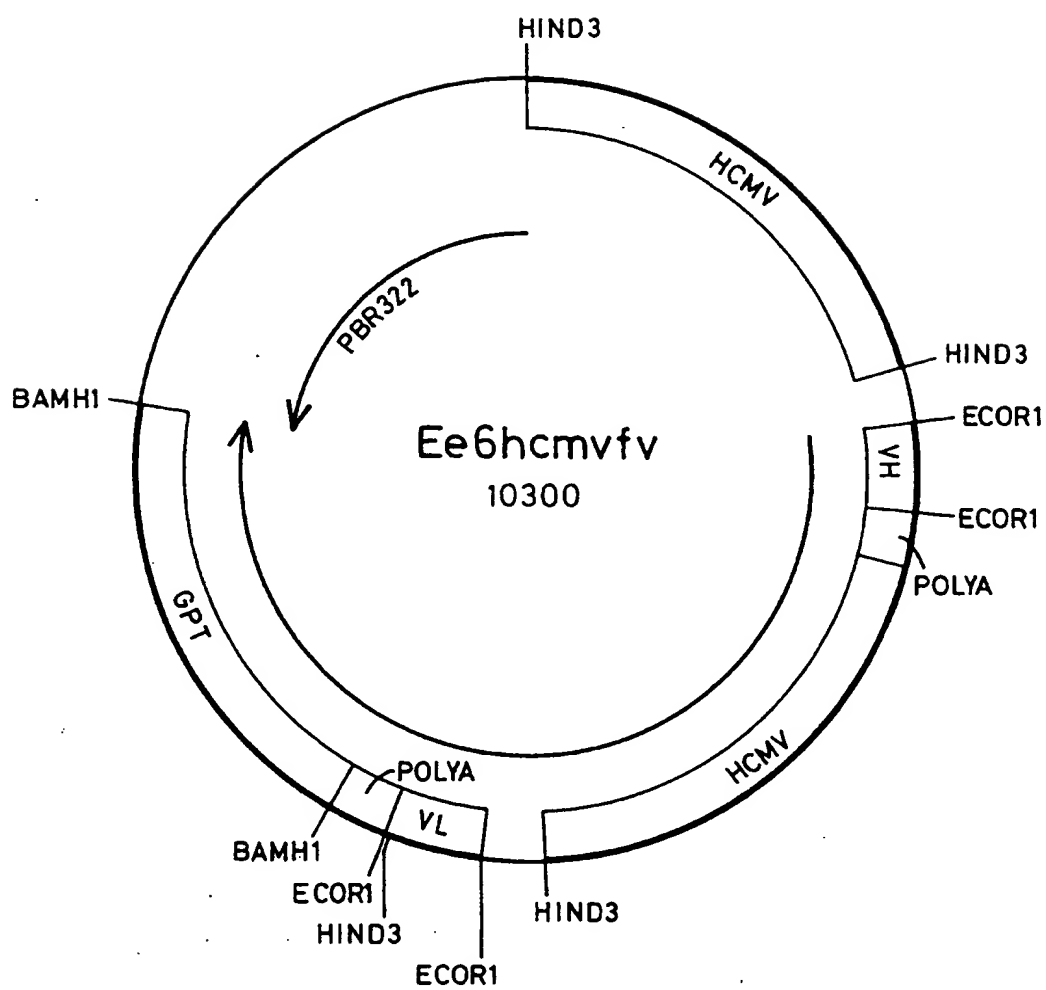 HIND3
HCMV
HIND3
PBR322
BAMH1
ECOR1
Ee6hcmvfv
VH
10300
ECOR1
POLYA
GPT
HCMV
POLYA
VL
BAMH1
ECOR1
HIND3
HIND3
ECOR1